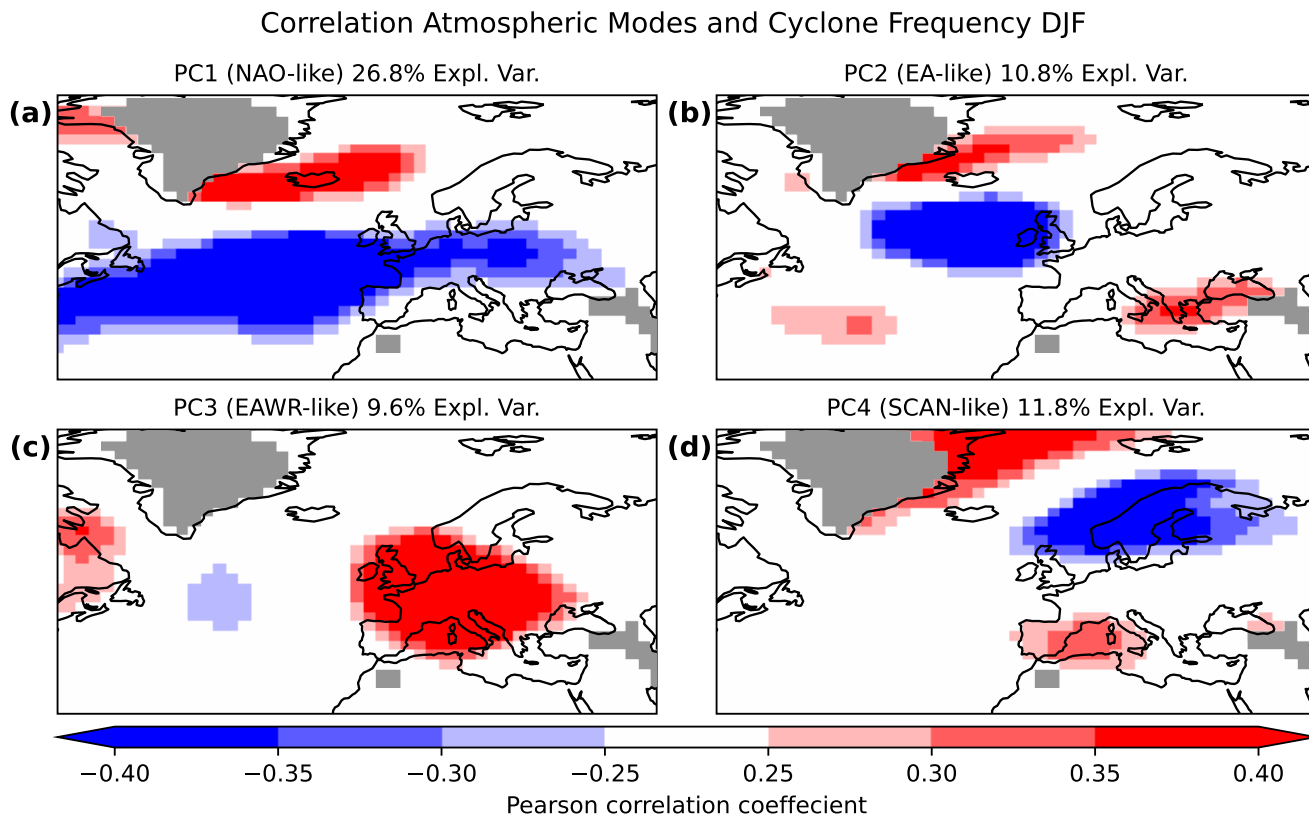 Correlation Atmospheric Modes and Cyclone Frequency DJF
PC1 (NAO-like) 26.8% Expl. Var.
PC2 (EA-like) 10.8% Expl. Var.
(a)
(b)
PC3 (EAWR-like) 9.6% Expl. Var.
PC4 (SCAN-like) 11.8% Expl. Var.
(c)
(d)
−0.40 −0.35 −0.30 −0.25 0.25 0.30 0.35 0.40
Pearson correlation coeffecient